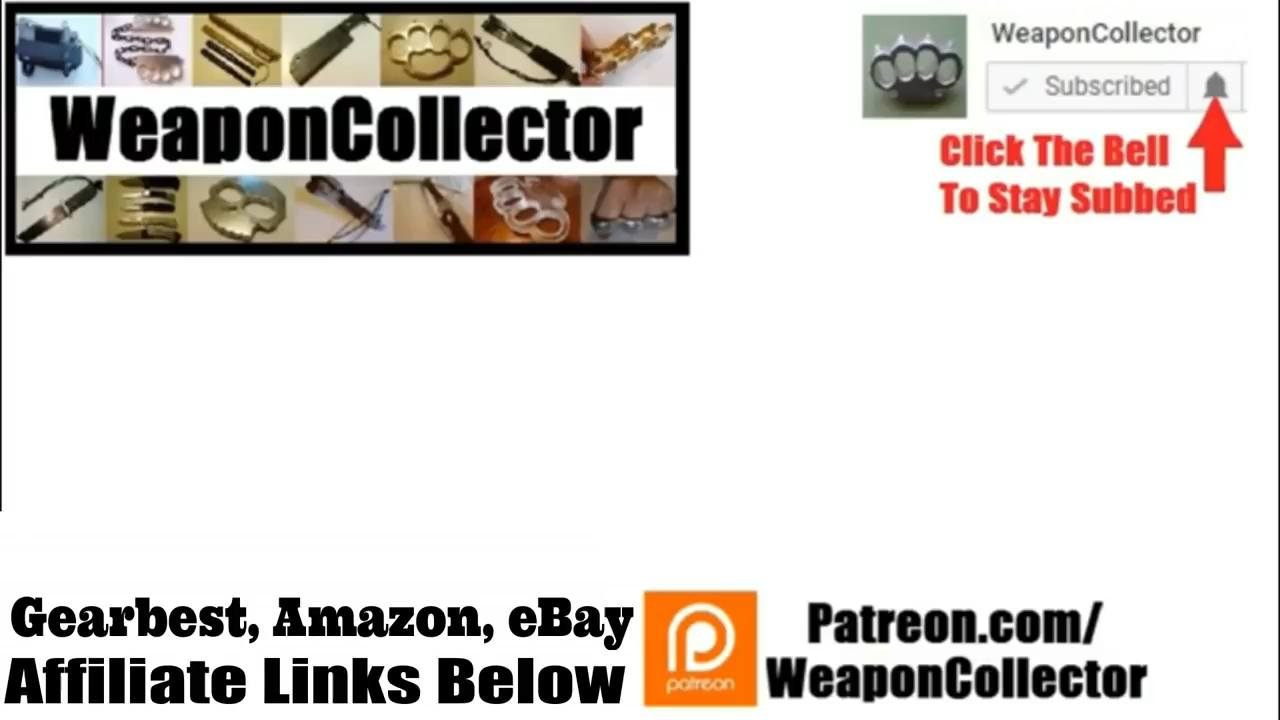 WeaponCollector
WeaponCollector
Subscribed
Click The Bell
To Stay Subbed
Gearbest, Amazon, eBay
Affiliate Links Below
patreon
Patreon.com/
WeaponCollector